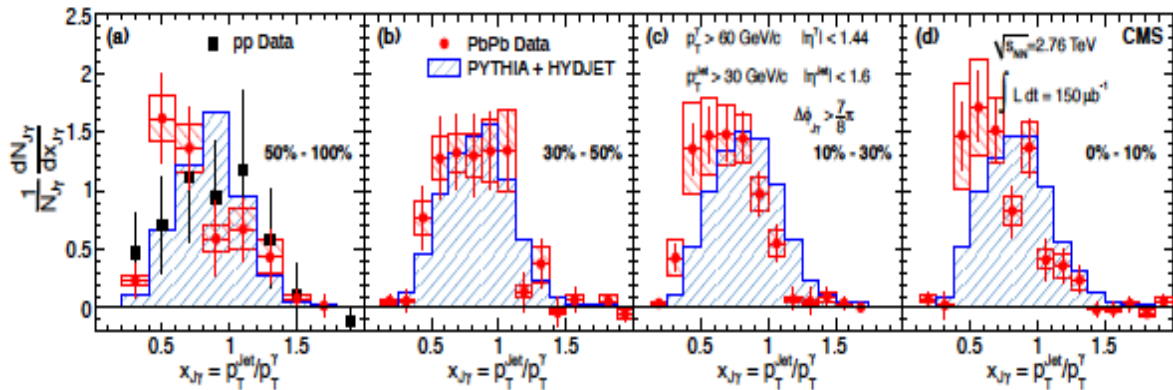 (a)
pp Data
50% - 100%
(b)
PbPb Data
PYTHIA + HYDJET
30% - 50%
(c)
p_T^γ > 60 GeV/c |η^γ| < 1.44
p_T^Jet > 30 GeV/c |η^Jet| < 1.6
Δϕ_Jγ > 7/8 π
10% - 30%
(d)
CMS
√s_NN=2.76 TeV
∫ L dt = 150 μb^-1
0% - 10%
1/N_Jγ dN_Jγ/dx_Jγ
2.5
2
1.5
1
0.5
0
0.5 1 1.5
0.5 1 1.5
0.5 1 1.5
0.5 1 1.5
x_Jγ = p_T^Jet/p_T^γ
x_Jγ = p_T^Jet/p_T^γ
x_Jγ = p_T^Jet/p_T^γ
x_Jγ = p_T^Jet/p_T^γ